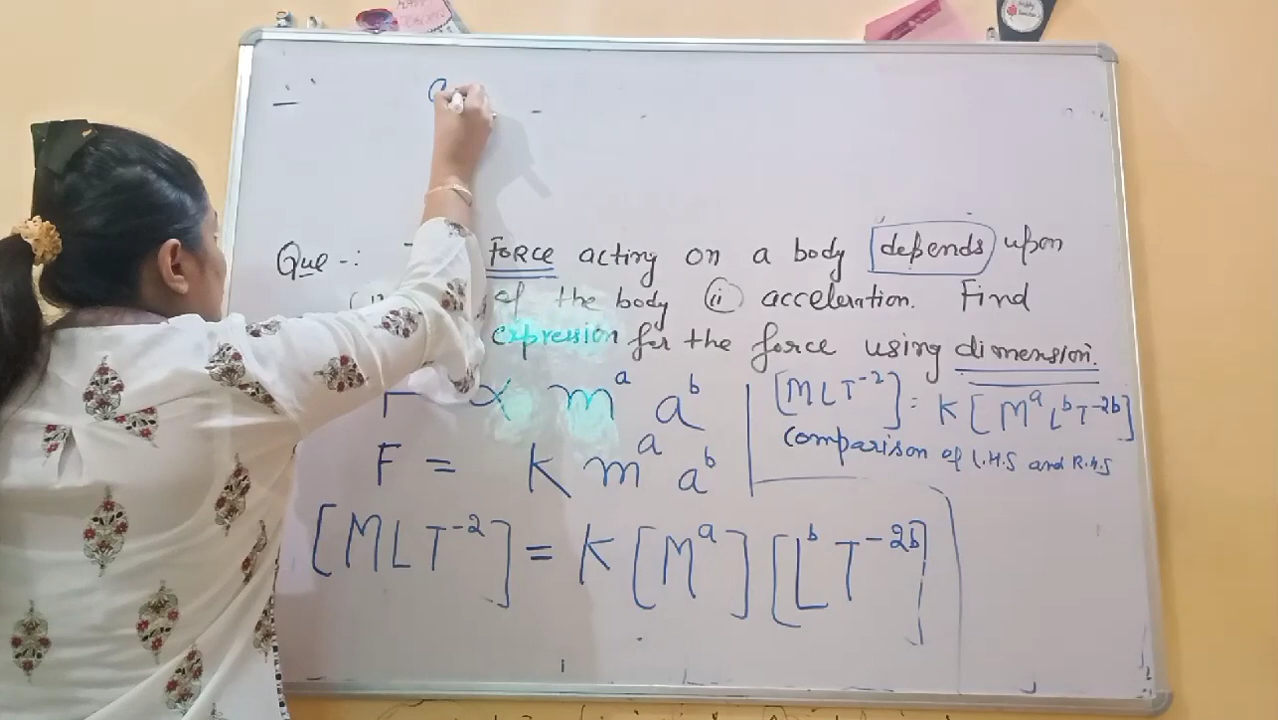 Que -: Force acting on a body depends upon
of the body (ii) acceleration. Find
expression for the force using dimension.
F ∝ m^a a^b
F = K m^a a^b
[MLT^-2] = K [M^a] [L^b T^-2b]
[MLT^-2] = K [M^a L^b T^-2b]
Comparison of L.H.S and R.H.S